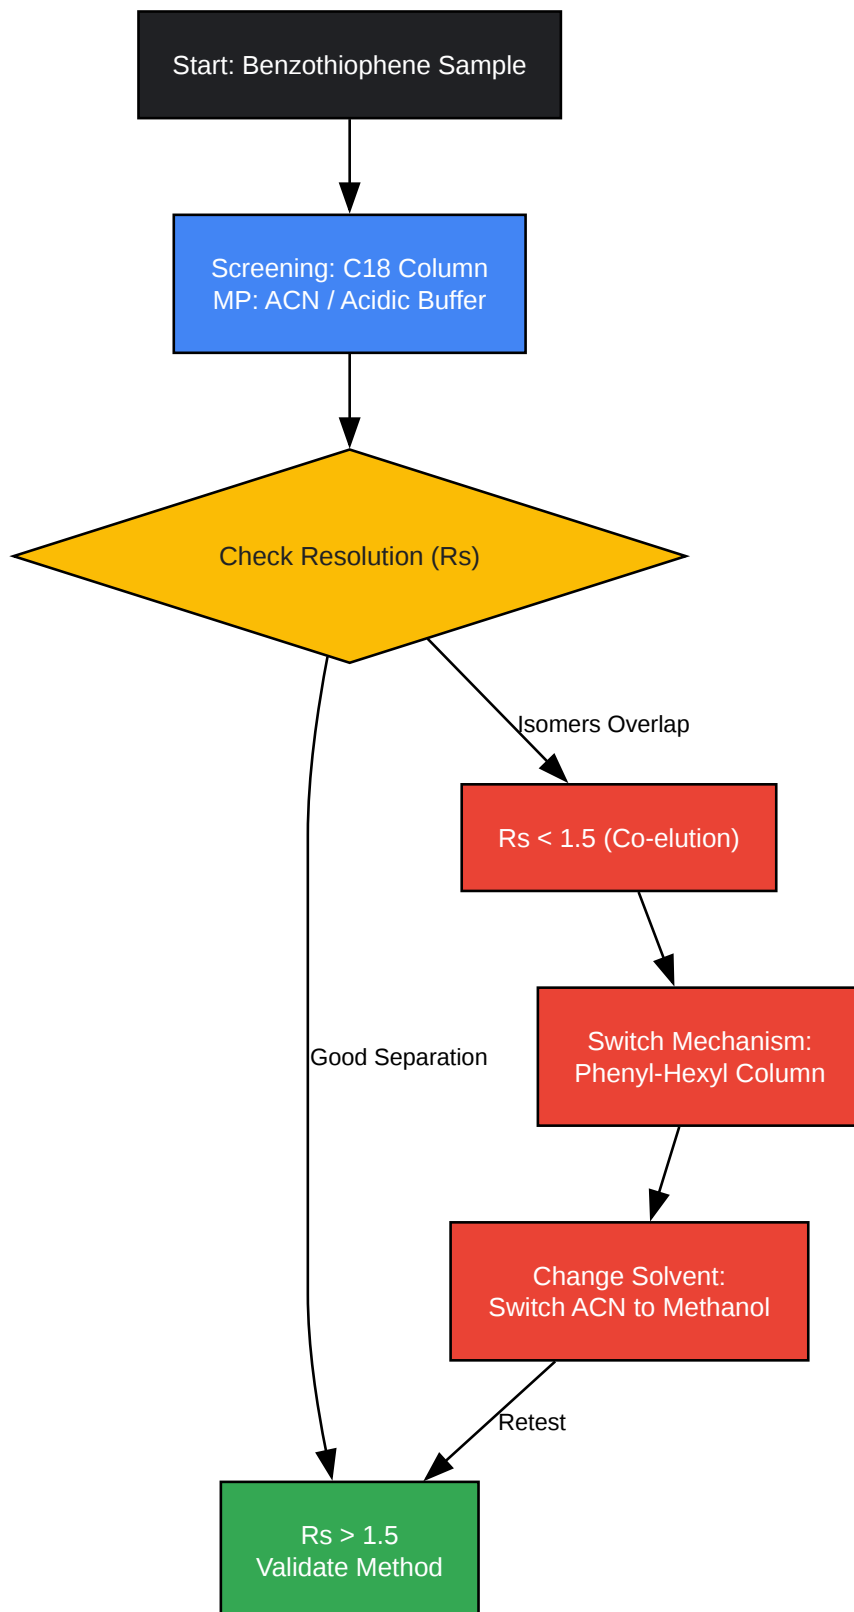 Start: Benzothiophene Sample
Screening: C18 Column
MP: ACN / Acidic Buffer
Check Resolution (Rs)
Isomers Overlap
Rs < 1.5 (Co-elution)
Switch Mechanism:
Phenyl-Hexyl Column
Good Separation
Change Solvent:
Switch ACN to Methanol
Retest
Rs > 1.5
Validate Method